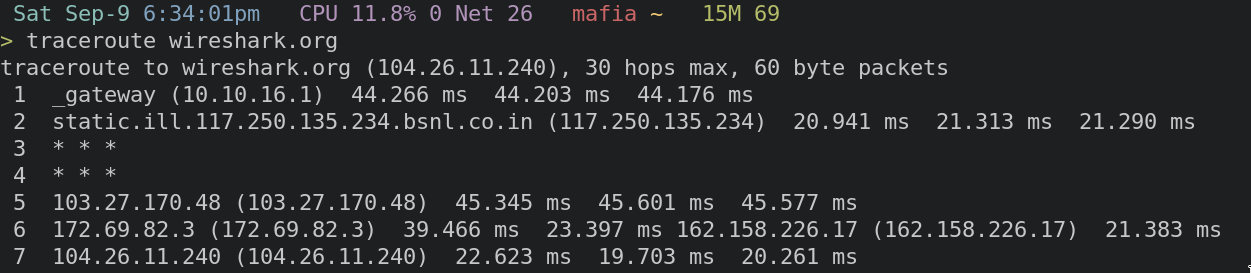 Sat Sep-9 6:34:01pm CPU 11.8% 0 Net 26 mafia ~ 15M 69
> traceroute wireshark.org
traceroute to wireshark.org (104.26.11.240), 30 hops max, 60 byte packets
1 _gateway (10.10.16.1) 44.266 ms 44.203 ms 44.176 ms
2 static.ill.117.250.135.234.bsnl.co.in (117.250.135.234) 20.941 ms 21.313 ms 21.290 ms
3 * * *
4 * * *
5 103.27.170.48 (103.27.170.48) 45.345 ms 45.601 ms 45.577 ms
6 172.69.82.3 (172.69.82.3) 39.466 ms 23.397 ms 162.158.226.17 (162.158.226.17) 21.383 ms
7 104.26.11.240 (104.26.11.240) 22.623 ms 19.703 ms 20.261 ms